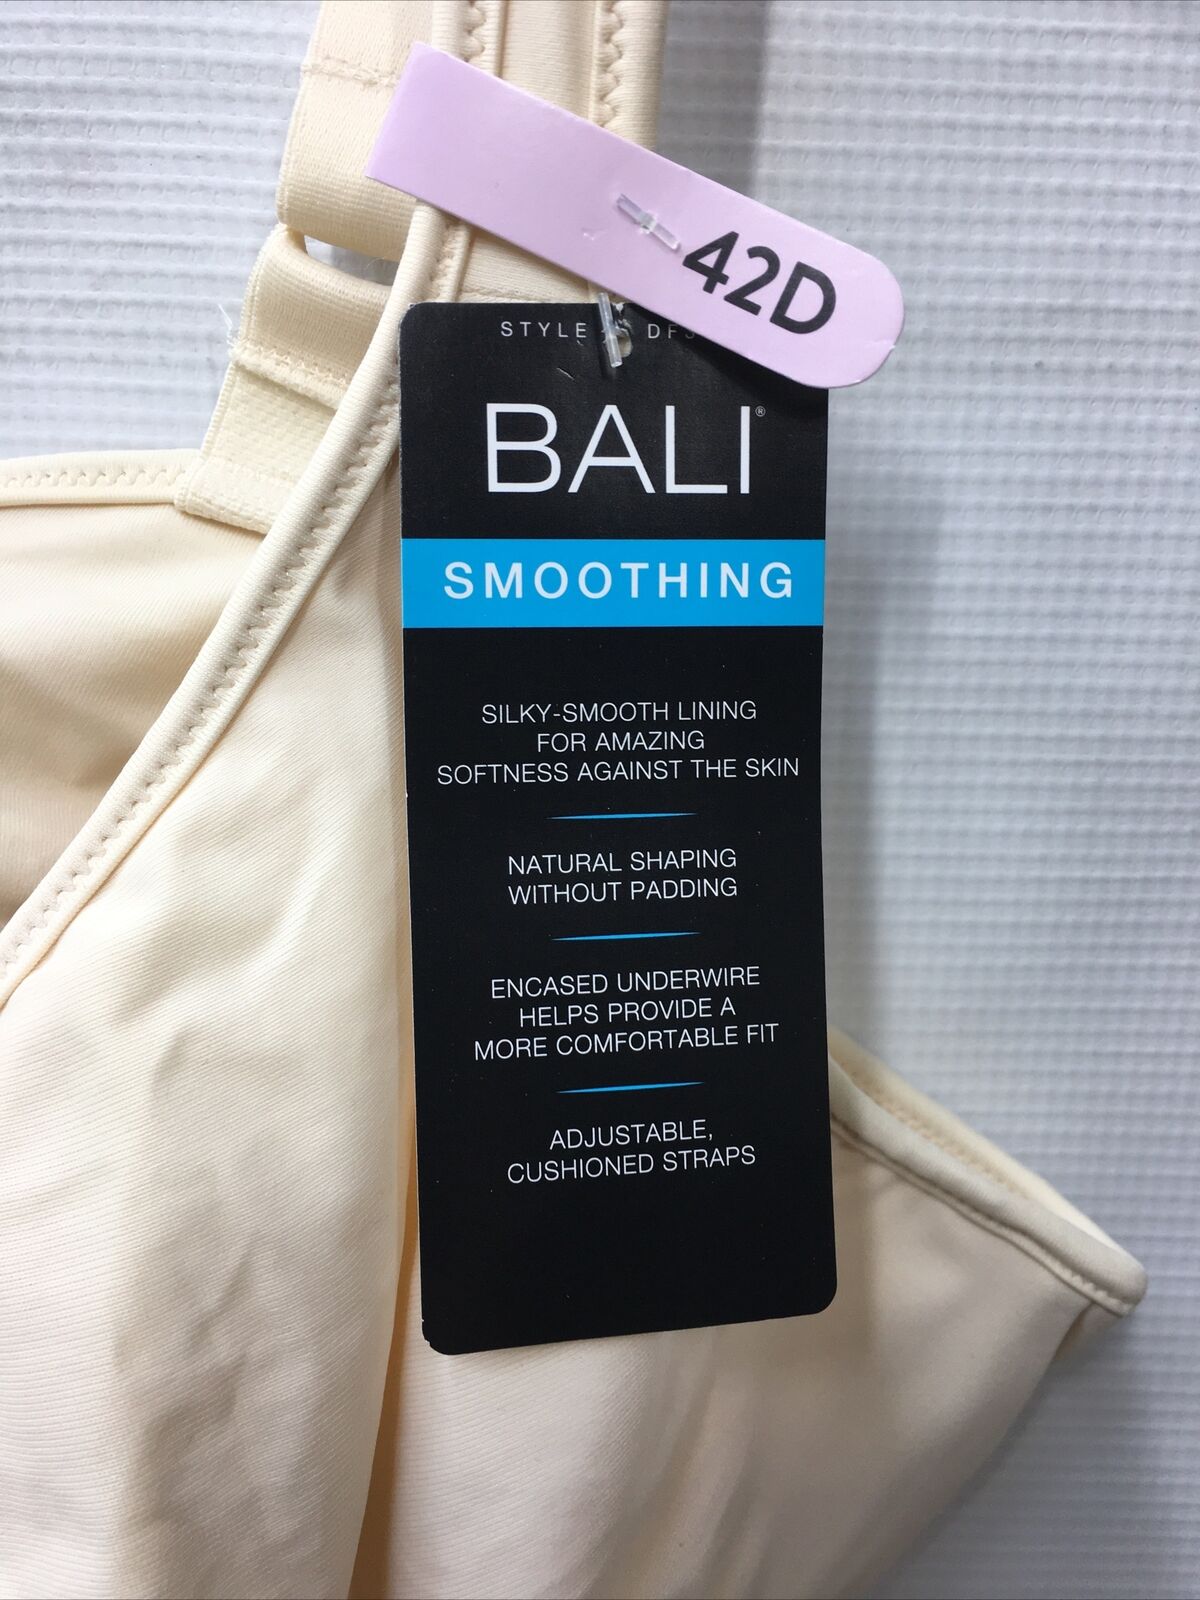 42D
STYLE
BALI®
SMOOTHING
SILKY-SMOOTH LINING
FOR AMAZING
SOFTNESS AGAINST THE SKIN
NATURAL SHAPING
WITHOUT PADDING
ENCASED UNDERWIRE
HELPS PROVIDE A
MORE COMFORTABLE FIT
ADJUSTABLE,
CUSHIONED STRAPS